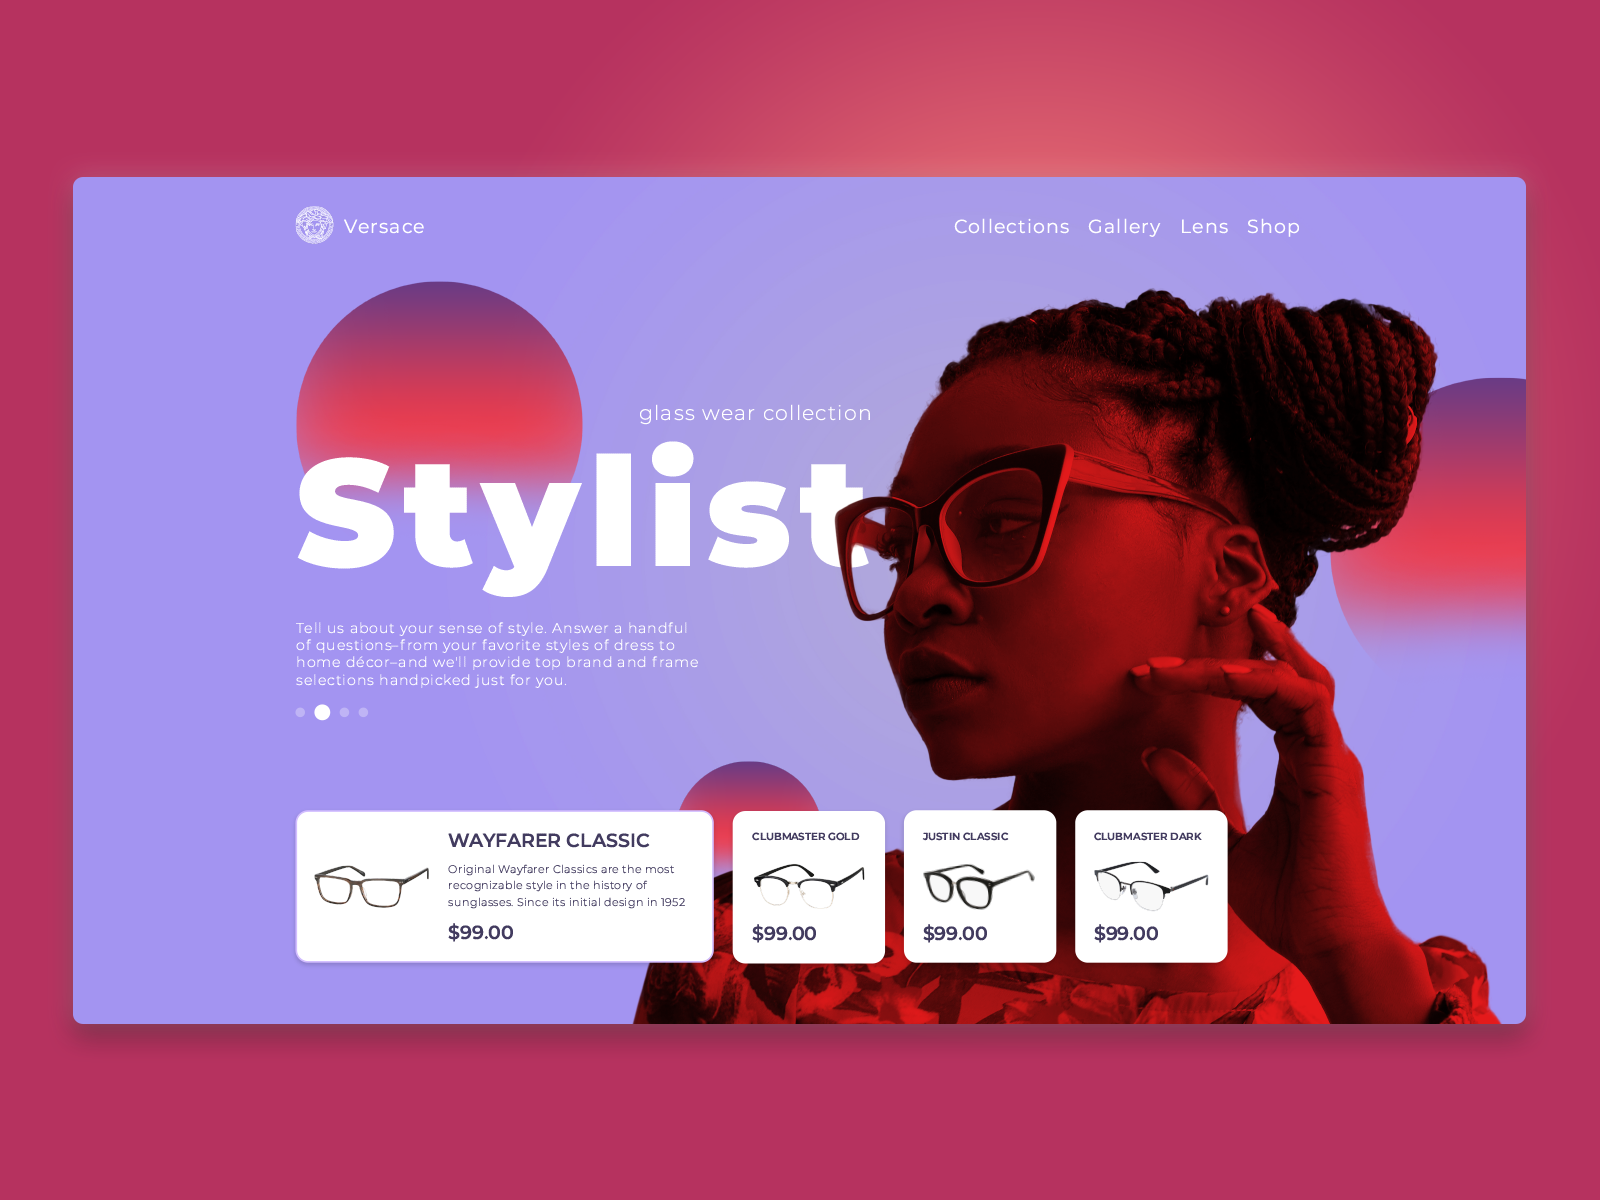 Versace
Collections Gallery Lens Shop
glass wear collection
Stylist
Tell us about your sense of style. Answer a handful
of questions–from your favorite styles of dress to
home décor–and we'll provide top brand and frame
selections handpicked just for you.
WAYFARER CLASSIC
Original Wayfarer Classics are the most
recognizable style in the history of
sunglasses. Since its initial design in 1952
$99.00
CLUBMASTER GOLD
$99.00
JUSTIN CLASSIC
$99.00
CLUBMASTER DARK
$99.00